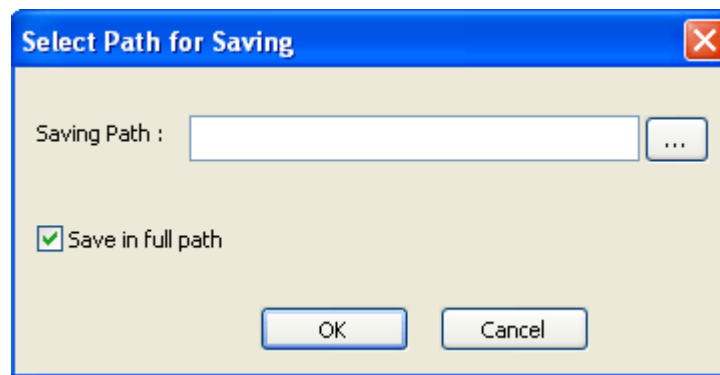 Select Path for Saving
Saving Path :
...
Save in full path
OK
Cancel